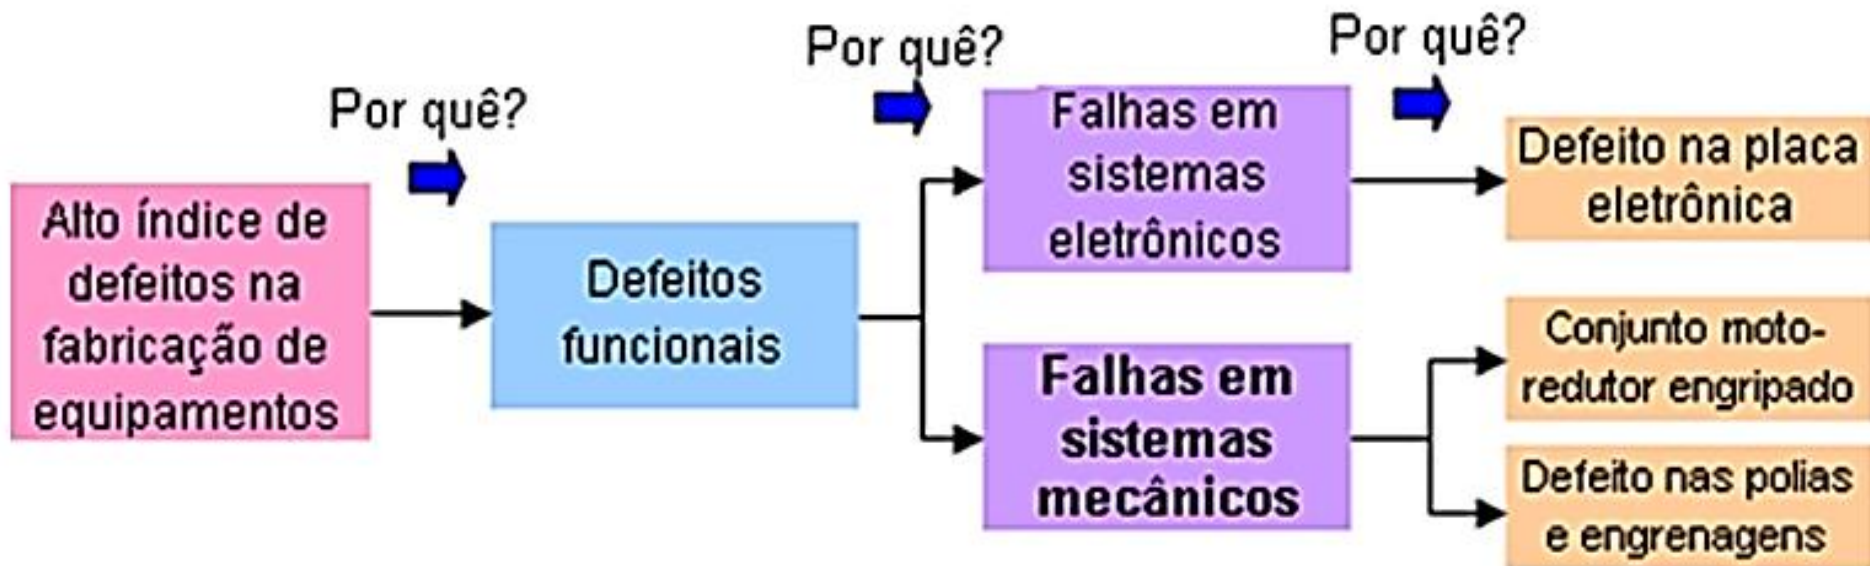 Por quê?
Por quê?
Por quê?
Alto índice de
defeitos na
fabricação de
equipamentos
Defeitos
funcionais
Falhas em
sistemas
eletrônicos
Falhas em
sistemas
mecânicos
Defeito na placa
eletrônica
Conjunto moto-
redutor engripado
Defeito nas polias
e engrenagens